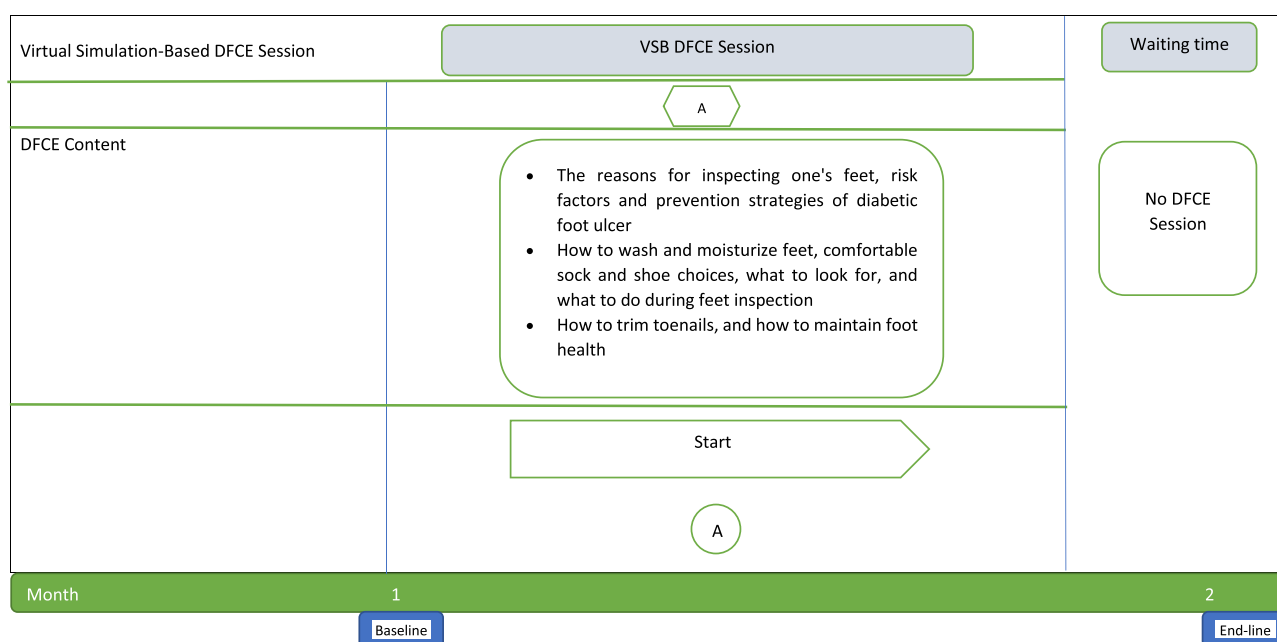 Virtual Simulation-Based DFCE Session
VSB DFCE Session
Waiting time
A
DFCE Content
• The reasons for inspecting one's feet, risk
factors and prevention strategies of diabetic
foot ulcer
• How to wash and moisturize feet, comfortable
sock and shoe choices, what to look for, and
what to do during feet inspection
• How to trim toenails, and how to maintain foot
health
No DFCE
Session
Start
A
Month 1 2
Baseline
End-line